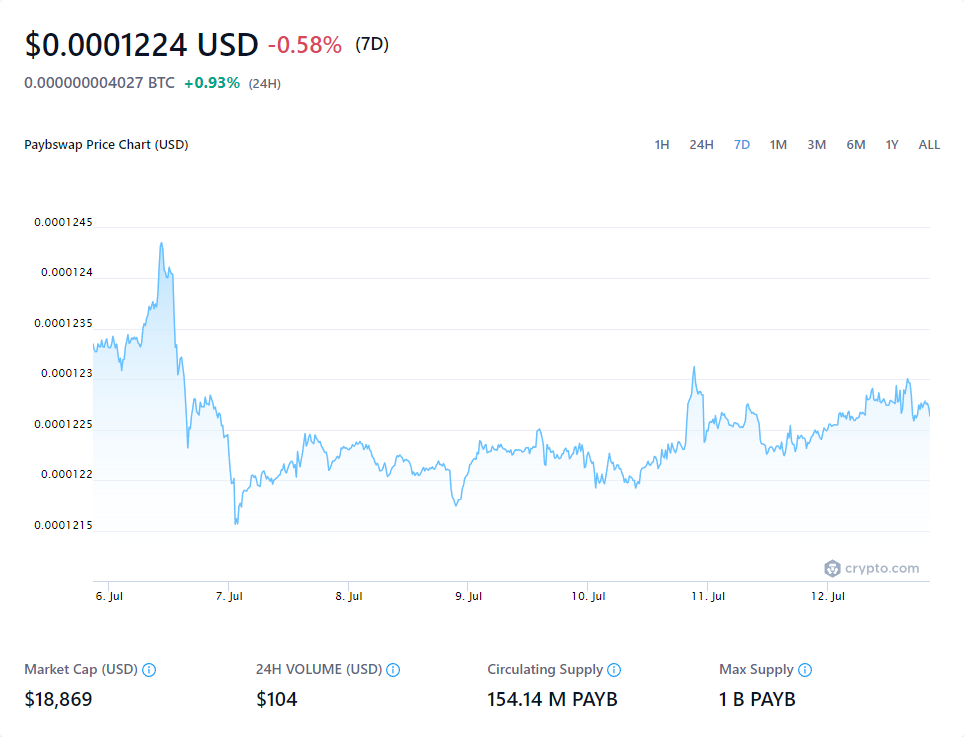 $0.0001224 USD -0.58% (7D)
0.000000004027 BTC +0.93% (24H)
Paybswap Price Chart (USD) 1H 24H 7D 1M 3M 6M 1Y ALL
0.0001245
0.000124
0.0001235
0.000123
0.0001225
0.000122
0.0001215
crypto.com
6. Jul 7. Jul 8. Jul 9. Jul 10. Jul 11. Jul 12. Jul
Market Cap (USD) 24H VOLUME (USD) Circulating Supply Max Supply
$18,869 $104 154.14 M PAYB 1 B PAYB